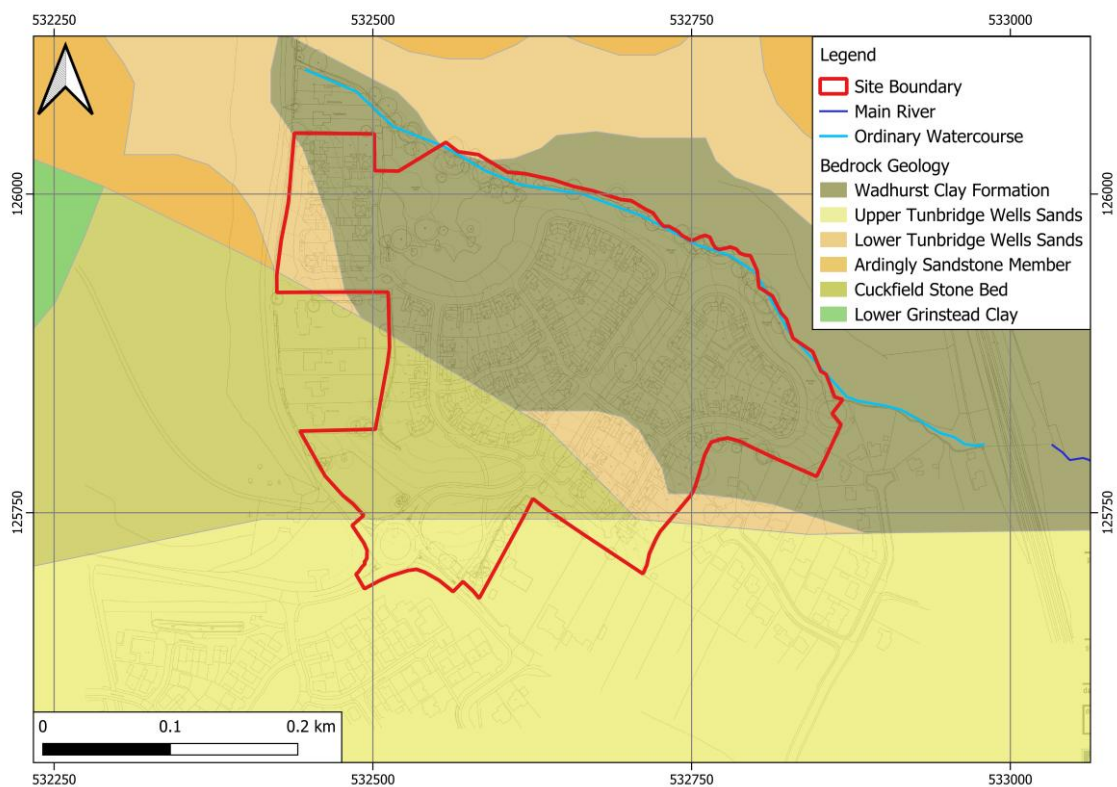 532250 532500 532750 533000
Legend
Site Boundary
Main River
Ordinary Watercourse
Bedrock Geology
Wadhurst Clay Formation
Upper Tunbridge Wells Sands
Lower Tunbridge Wells Sands
Ardingly Sandstone Member
Cuckfield Stone Bed
Lower Grinstead Clay
126000 126000
125750 125750
0 0.1 0.2 km
532250 532500 532750 533000